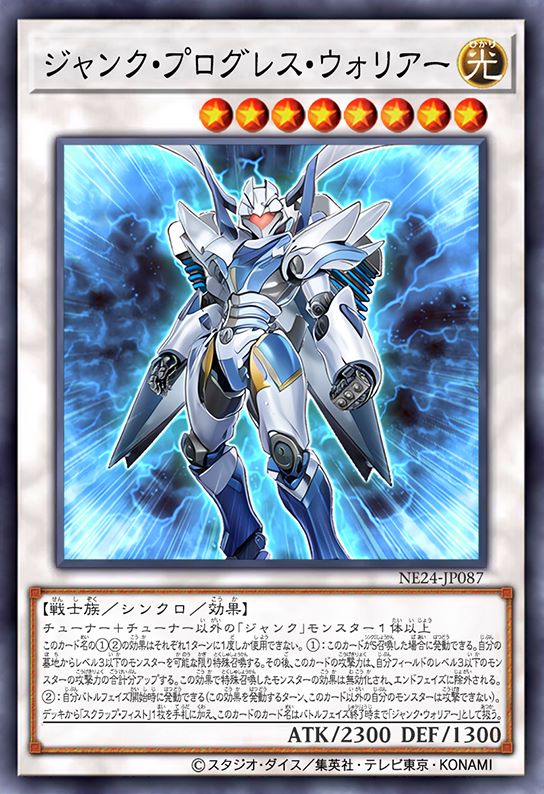 ジャンク・プログレス・ウォリアー
光
NE24-JP087
【戦士族／シンクロ／効果】
チューナー＋チューナー以外の「ジャンク」モンスター１体以上
このカード名の①②の効果はそれぞれ1ターンに1度しか使用できない。①：このカードがS召喚した場合に発動できる。自分の
墓地からレベル3以下のモンスターを可能な限り特殊召喚する。その後、このカードの攻撃力は、自分フィールドのレベル3以下のモン
スターの攻撃力の合計分アップする。この効果で特殊召喚したモンスターの効果は無効化され、エンドフェイズに除外される。
②：自分バトルフェイズ開始時に発動できる（この効果を発動するターン、このカード以外の自分のモンスターは攻撃できない）。
デッキから「スクラップ・フィスト」1枚を手札に加え、このカードのカード名はバトルフェイズ終了時まで「ジャンク・ウォリアー」として扱う。
ATK/2300 DEF/1300
©スタジオ・ダイス／集英社・テレビ東京・KONAMI